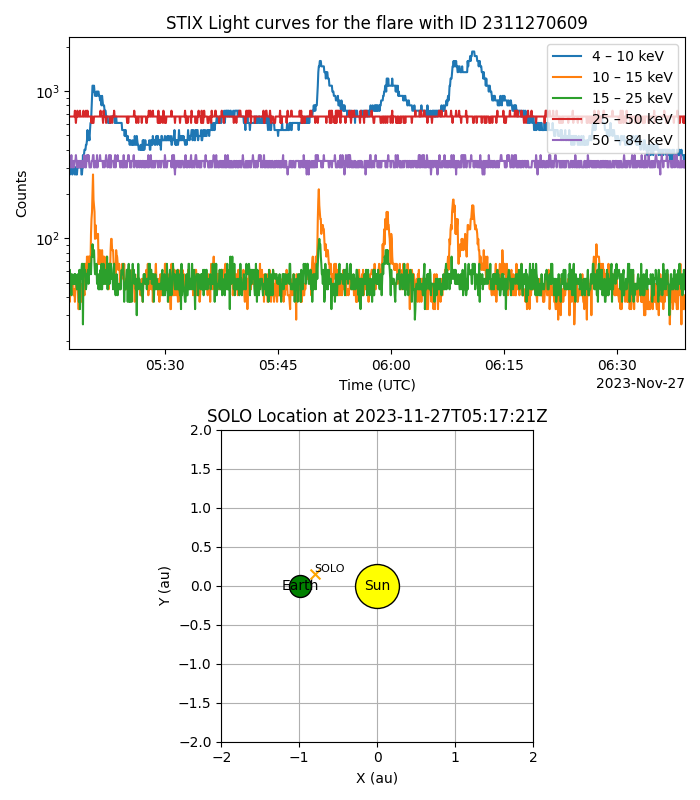 STIX Light curves for the flare with ID 2311270609
4 – 10 keV
10 – 15 keV
15 – 25 keV
25 – 50 keV
50 – 84 keV
10³
10²
Counts
05:30 05:45 06:00 06:15 06:30
Time (UTC)
2023-Nov-27
SOLO Location at 2023-11-27T05:17:21Z
2.0
1.5
1.0
0.5
0.0
−0.5
−1.0
−1.5
−2.0
Y (au)
SOLO
Earth
Sun
−2 −1 0 1 2
X (au)